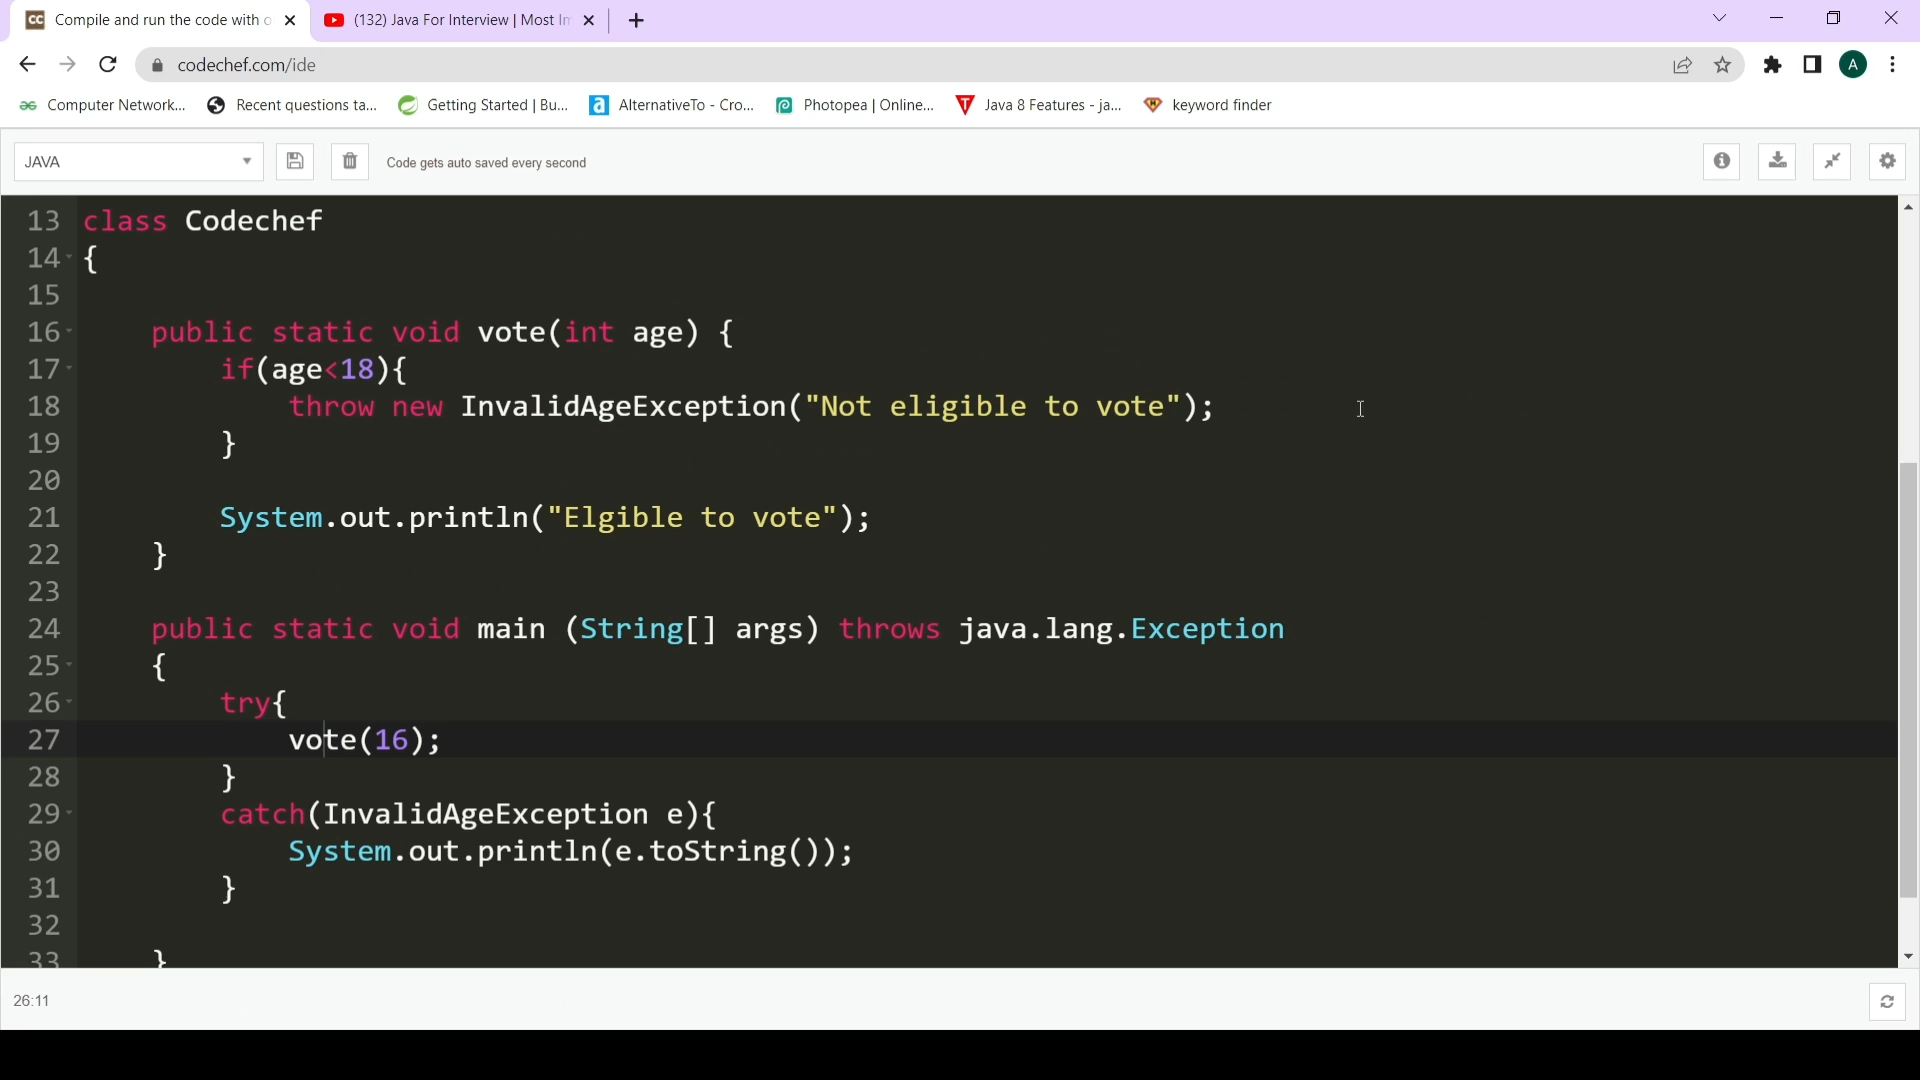 Compile and run the code with o
(132) Java For Interview | Most Im
codechef.com/ide
A
Computer Network...
Recent questions ta...
Getting Started | Bu...
AlternativeTo - Cro...
Photopea | Online...
Java 8 Features - ja...
keyword finder
JAVA
Code gets auto saved every second
13 class Codechef
14 {
15
16 public static void vote(int age) {
17 if(age<18){
18 throw new InvalidAgeException("Not eligible to vote");
19 }
20
21 System.out.println("Elgible to vote");
22 }
23
24 public static void main (String[] args) throws java.lang.Exception
25 {
26 try{
27 vote(16);
28 }
29 catch(InvalidAgeException e){
30 System.out.println(e.toString());
31 }
32
33 }
26:11